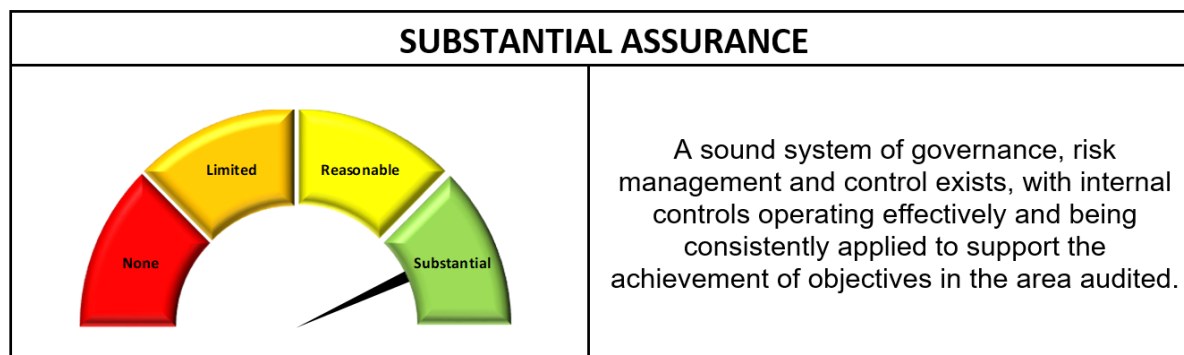 SUBSTANTIAL ASSURANCE
Limited
Reasonable
None
Substantial
A sound system of governance, risk
management and control exists, with internal
controls operating effectively and being
consistently applied to support the
achievement of objectives in the area audited.